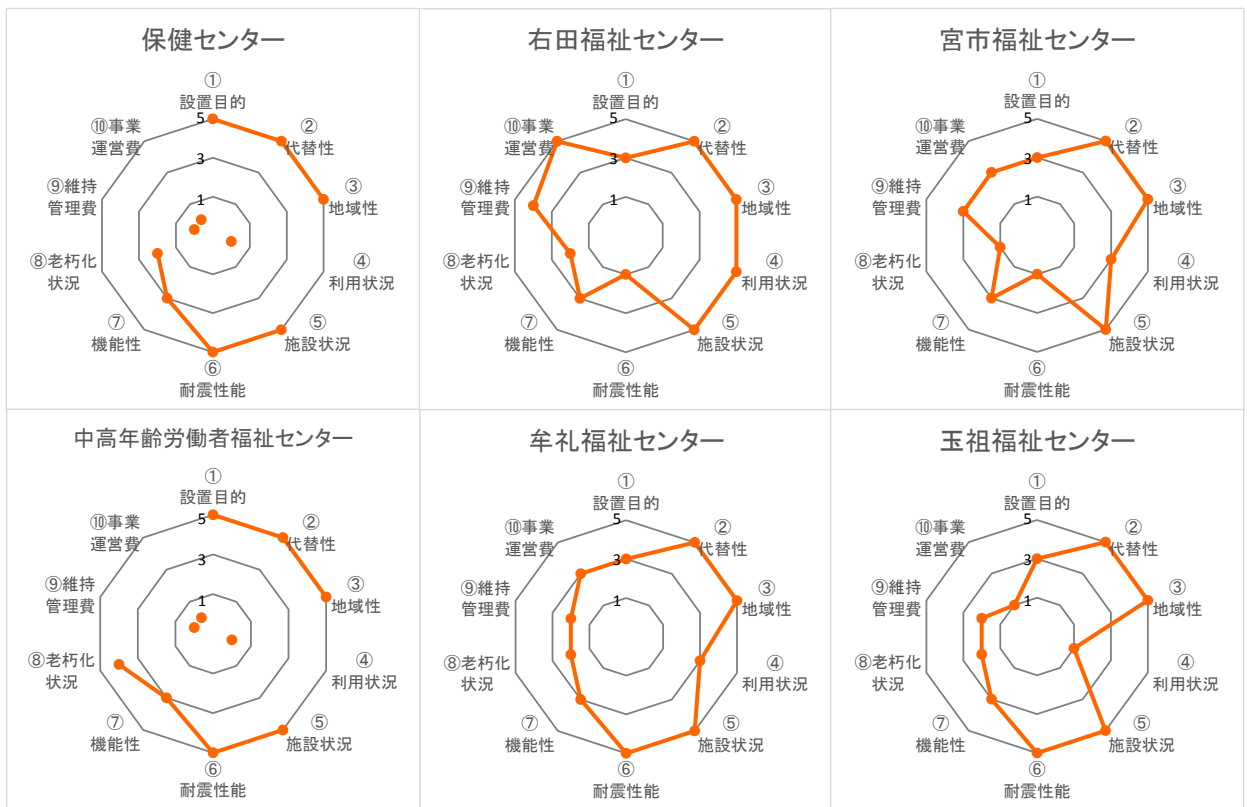 保健センター
①
設置目的
②
代替性
③
地域性
④
利用状況
⑤
施設状況
⑥
耐震性能
⑦
機能性
⑧老朽化
状況
⑨維持
管理費
⑩事業
運営費
5
3
1
右田福祉センター
①
設置目的
②
代替性
③
地域性
④
利用状況
⑤
施設状況
⑥
耐震性能
⑦
機能性
⑧老朽化
状況
⑨維持
管理費
⑩事業
運営費
5
3
1
宮市福祉センター
①
設置目的
②
代替性
③
地域性
④
利用状況
⑤
施設状況
⑥
耐震性能
⑦
機能性
⑧老朽化
状況
⑨維持
管理費
⑩事業
運営費
5
3
1
中高年齢労働者福祉センター
①
設置目的
②
代替性
③
地域性
④
利用状況
⑤
施設状況
⑥
耐震性能
⑦
機能性
⑧老朽化
状況
⑨維持
管理費
⑩事業
運営費
5
3
1
牟礼福祉センター
①
設置目的
②
代替性
③
地域性
④
利用状況
⑤
施設状況
⑥
耐震性能
⑦
機能性
⑧老朽化
状況
⑨維持
管理費
⑩事業
運営費
5
3
1
玉祖福祉センター
①
設置目的
②
代替性
③
地域性
④
利用状況
⑤
施設状況
⑥
耐震性能
⑦
機能性
⑧老朽化
状況
⑨維持
管理費
⑩事業
運営費
5
3
1